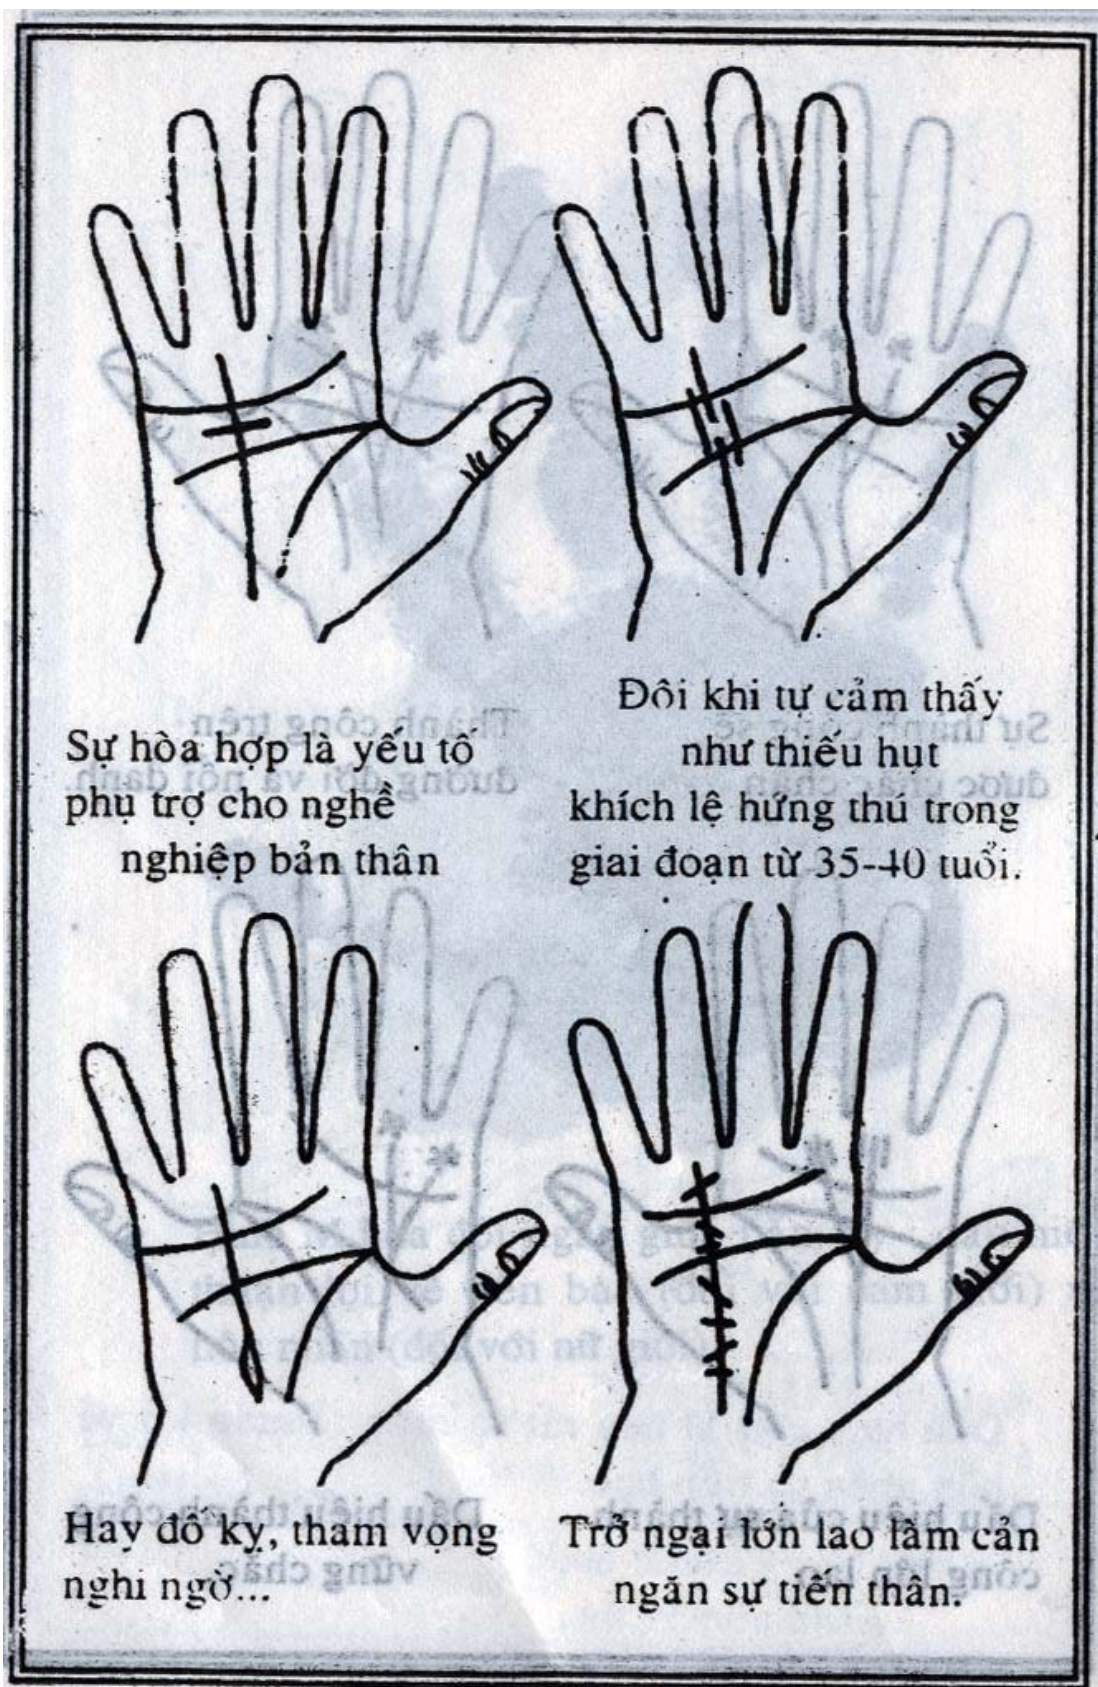 Sự hòa hợp là yếu tố
phụ trợ cho nghề
nghiệp bản thân
Đôi khi tự cảm thấy
như thiếu hụt
khích lệ hứng thú trong
giai đoạn từ 35-40 tuổi.
Hay đố kỵ, tham vọng
nghi ngờ...
Trở ngại lớn lao làm cản
ngăn sự tiến thân.